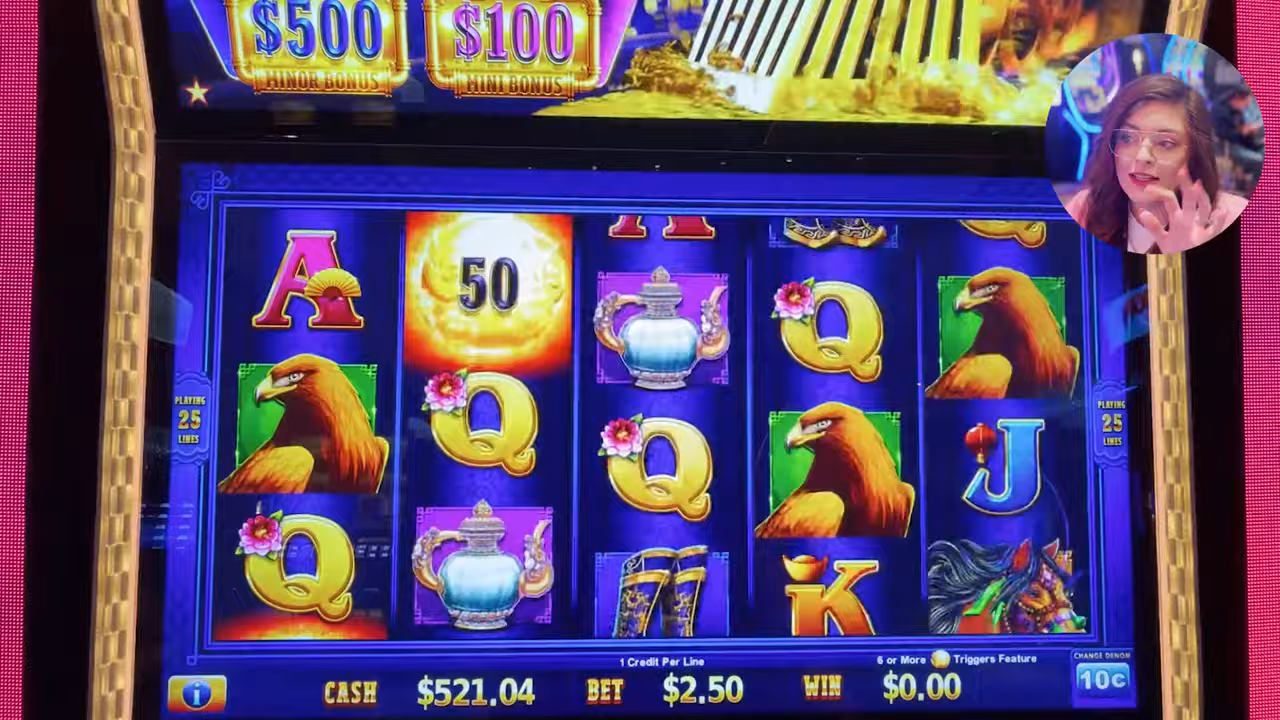 $500 $100
MINOR BONUS MINI BONUS
A 50 Q
PLAYING 25 LINES Q Q J PLAYING 25 LINES
Q K
1 Credit Per Line 6 or More Triggers Feature
CHANGE DENOM
i CASH $521.04 BET $2.50 WIN $0.00 10¢